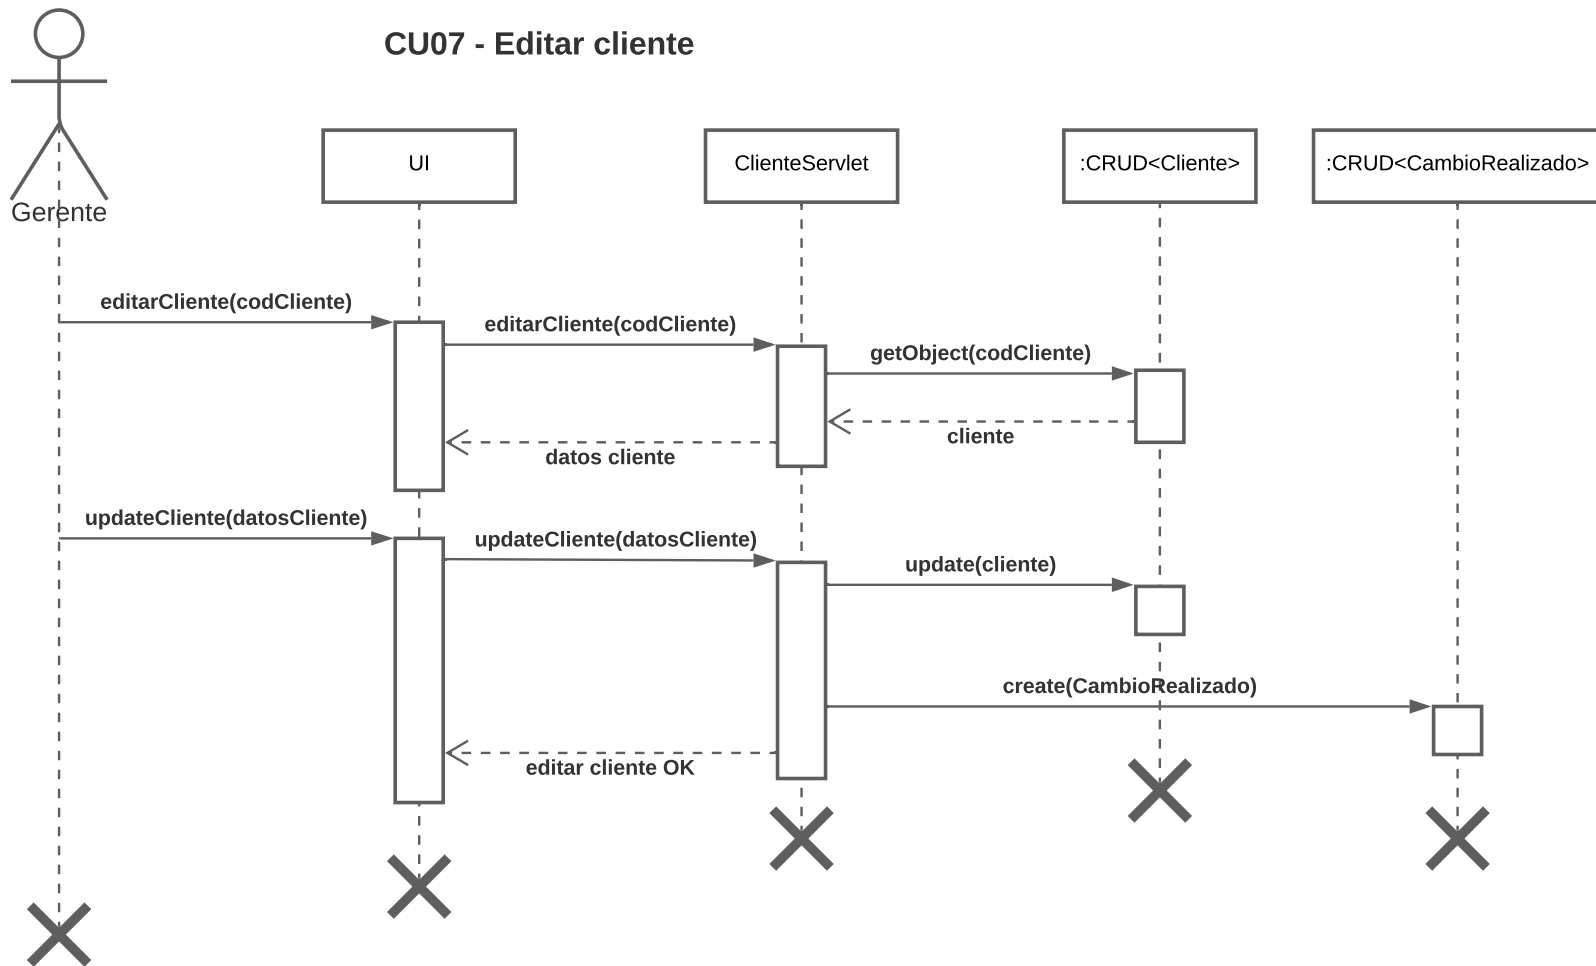 CU07 - Editar cliente
Gerente
UI
ClienteServlet
:CRUD<Cliente>
:CRUD<CambioRealizado>
editarCliente(codCliente)
editarCliente(codCliente)
getObject(codCliente)
cliente
datos cliente
updateCliente(datosCliente)
updateCliente(datosCliente)
update(cliente)
create(CambioRealizado)
editar cliente OK